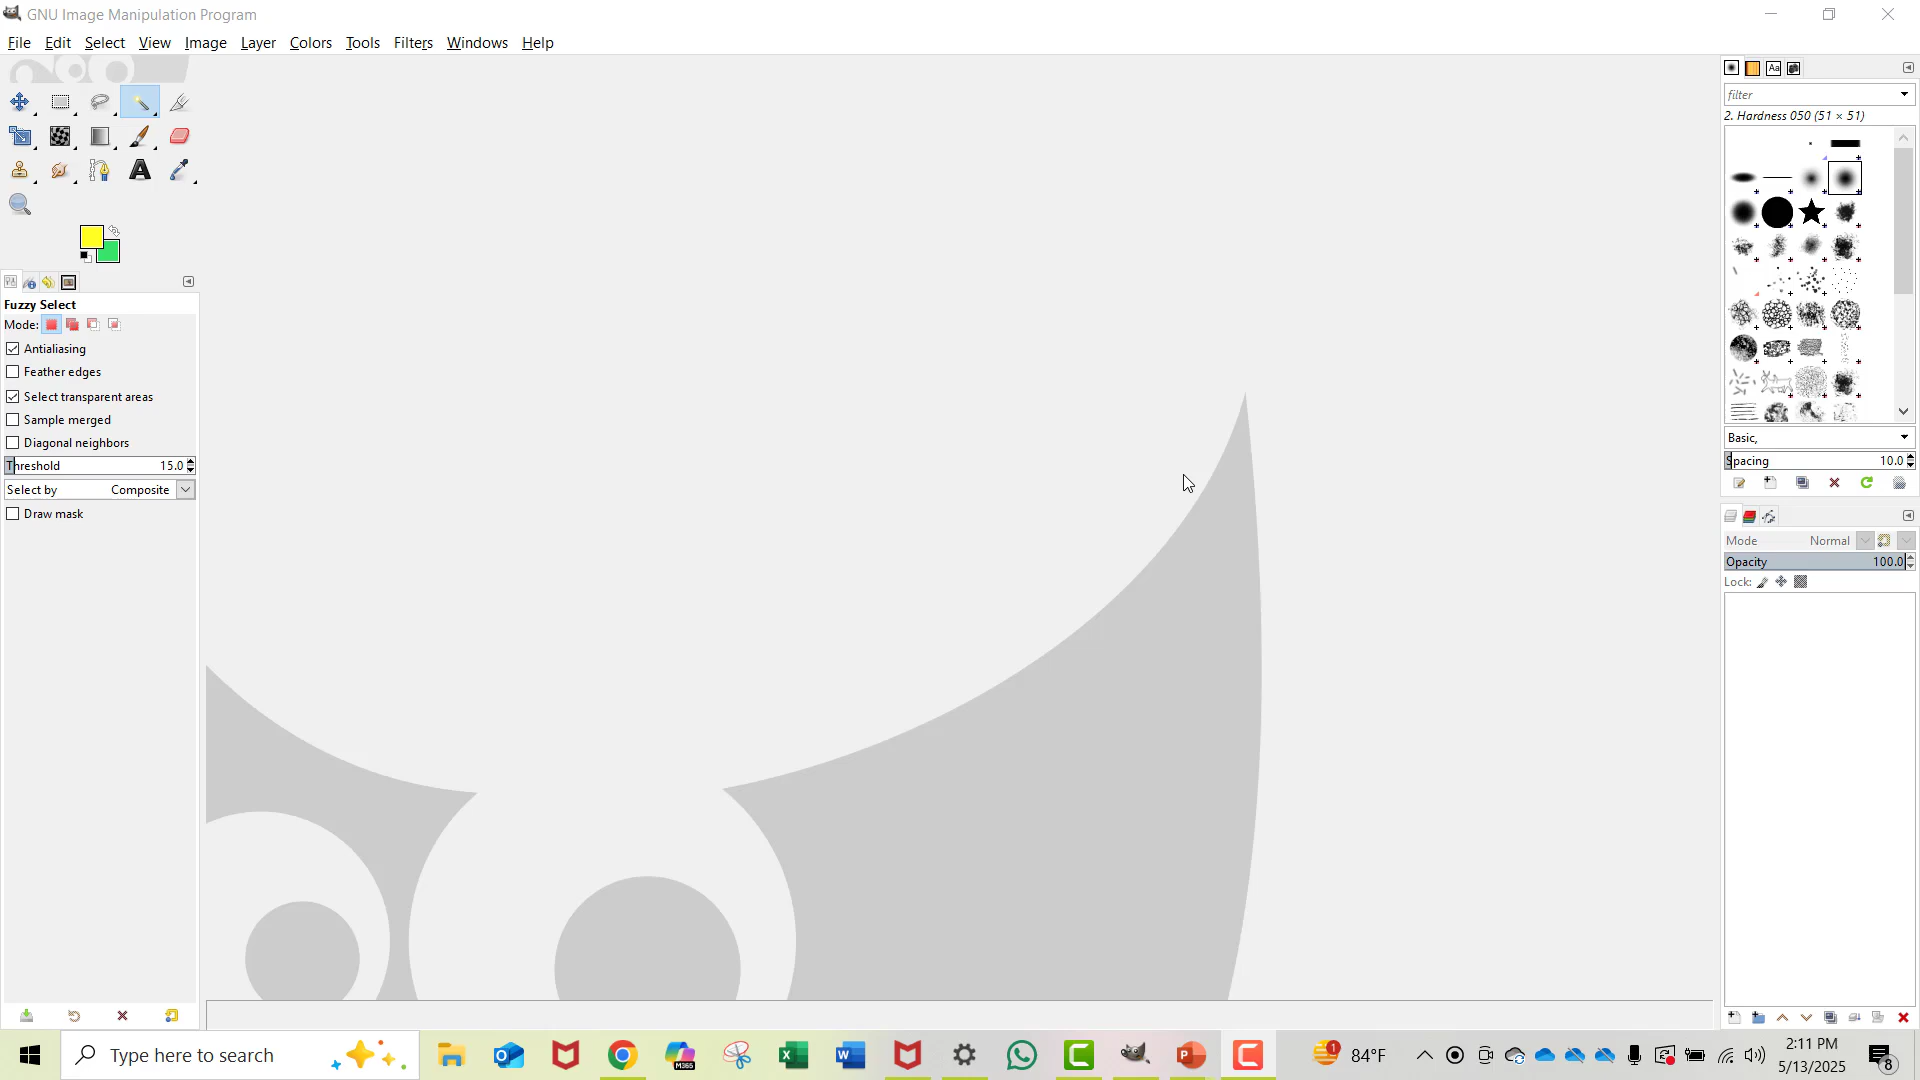 GNU Image Manipulation Program
File Edit Select View Image Layer Colors Tools Filters Windows Help
filter
2. Hardness 050 (51 × 51)
Fuzzy Select
Mode:
Antialiasing
Feather edges
Select transparent areas
Sample merged
Diagonal neighbors
Threshold 15.0
Select by Composite
Draw mask
Basic,
Spacing 10.0
Mode Normal
Opacity 100.0
Lock:
Type here to search
M365
84°F
2:11 PM
5/13/2025
8